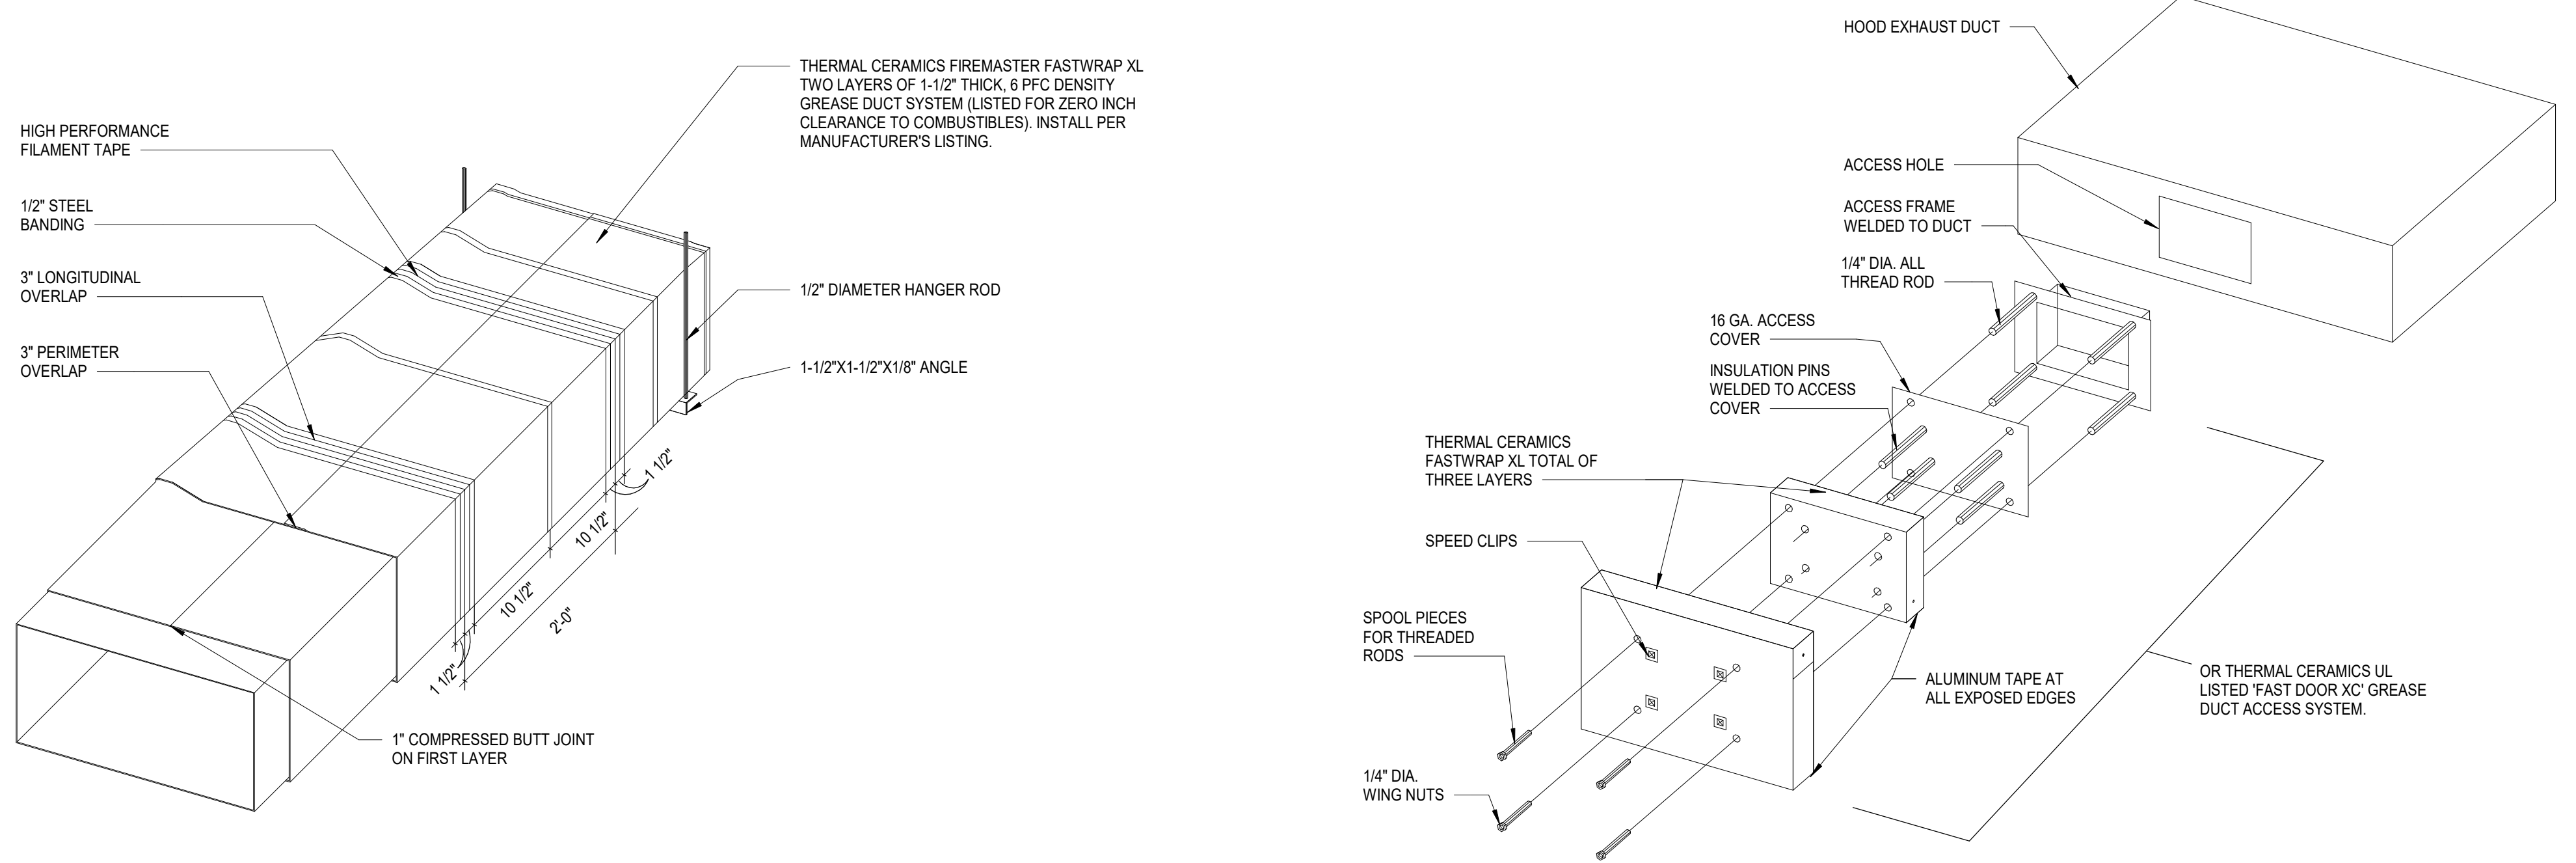 THERMAL CERAMICS FIREMASTER FASTWRAP XL
TWO LAYERS OF 1-1/2" THICK, 6 PFC DENSITY
GREASE DUCT SYSTEM (LISTED FOR ZERO INCH
CLEARANCE TO COMBUSTIBLES). INSTALL PER
MANUFACTURER'S LISTING.
HIGH PERFORMANCE
FILAMENT TAPE
1/2" STEEL
BANDING
3" LONGITUDINAL
OVERLAP
3" PERIMETER
OVERLAP
1/2" DIAMETER HANGER ROD
1-1/2"X1-1/2"X1/8" ANGLE
1 1/2"
10 1/2"
10 1/2"
2'-0"
1 1/2"
1" COMPRESSED BUTT JOINT
ON FIRST LAYER
HOOD EXHAUST DUCT
ACCESS HOLE
ACCESS FRAME
WELDED TO DUCT
1/4" DIA. ALL
THREAD ROD
16 GA. ACCESS
COVER
INSULATION PINS
WELDED TO ACCESS
COVER
THERMAL CERAMICS
FASTWRAP XL TOTAL OF
THREE LAYERS
SPEED CLIPS
SPOOL PIECES
FOR THREADED
RODS
1/4" DIA.
WING NUTS
ALUMINUM TAPE AT
ALL EXPOSED EDGES
OR THERMAL CERAMICS UL
LISTED 'FAST DOOR XC' GREASE
DUCT ACCESS SYSTEM.